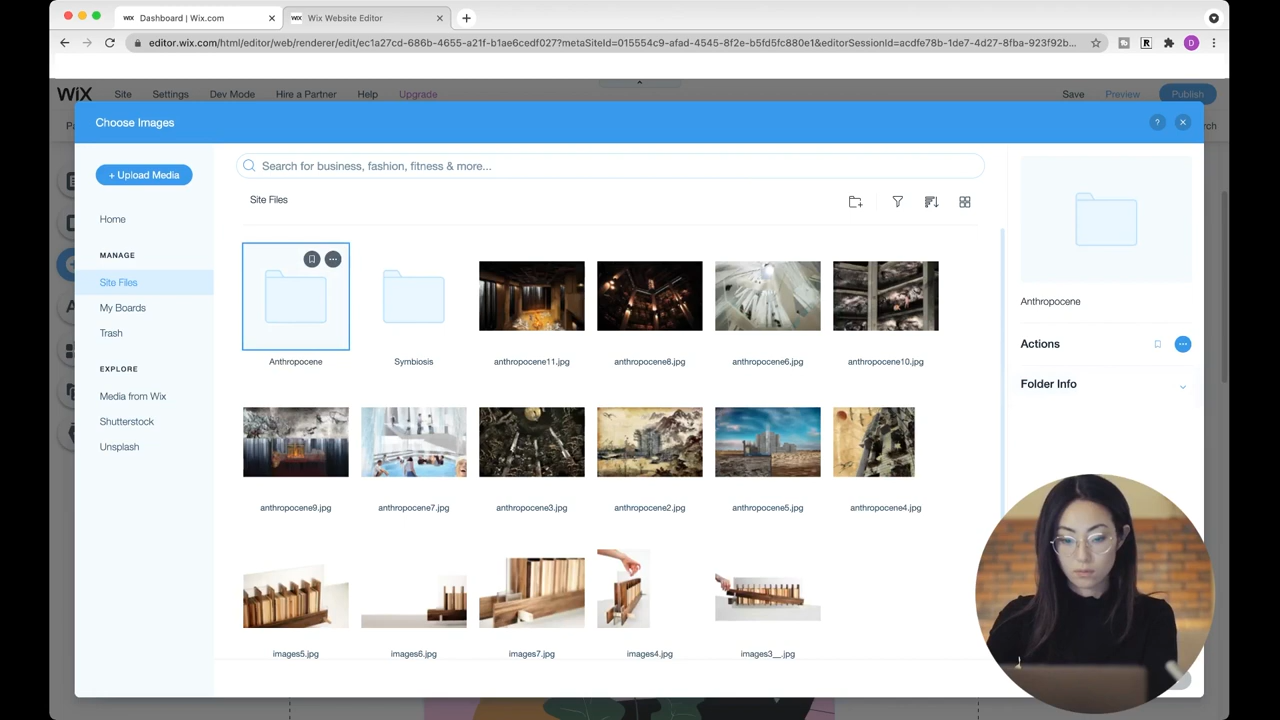 WiX Dashboard | Wix.com
WiX Wix Website Editor
editor.wix.com/html/editor/web/renderer/edit/ec1a27cd-686b-4655-a21f-b1ae6cedf027?metaSiteId=015554c9-afad-4545-8f2e-b5fd5fc880e1&editorSessionId=acdfe78b-1de7-4d27-8fba-923f92b...
R
D
WiX Site Settings Dev Mode Hire a Partner Help Upgrade Save Preview Publish
Choose Images ?
+ Upload Media
Search for business, fashion, fitness & more...
Home
MANAGE
Site Files
My Boards
Trash
EXPLORE
Media from Wix
Shutterstock
Unsplash
Site Files
Anthropocene
Symbiosis
anthropocene11.jpg
anthropocene8.jpg
anthropocene6.jpg
anthropocene10.jpg
anthropocene9.jpg
anthropocene7.jpg
anthropocene3.jpg
anthropocene2.jpg
anthropocene5.jpg
anthropocene4.jpg
images5.jpg
images6.jpg
images7.jpg
images4.jpg
images3__.jpg
Anthropocene
Actions
Folder Info